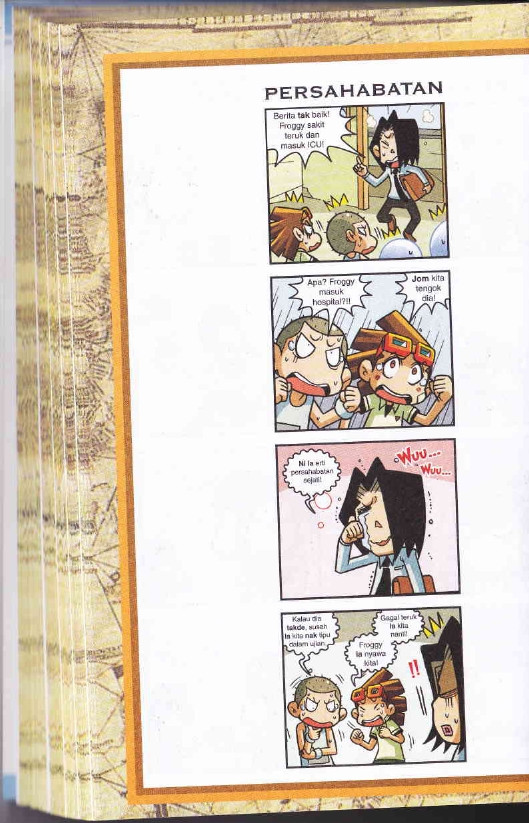 PERSAHABATAN
Berita tak baik!
Froggy sakit
teruk dan
masuk ICU!
Apa? Froggy
masuk
hospital?!!
Jom kita
tengok
dia!
Ni la erti
persahabatan
sejati!
Wuu...
Wuu...
Kalau dia
takde, susah
la kita nak tipu
dalam ujian.
Froggy
la nyawa
kita!
Gagal teruk
la kita
nanti!
!!